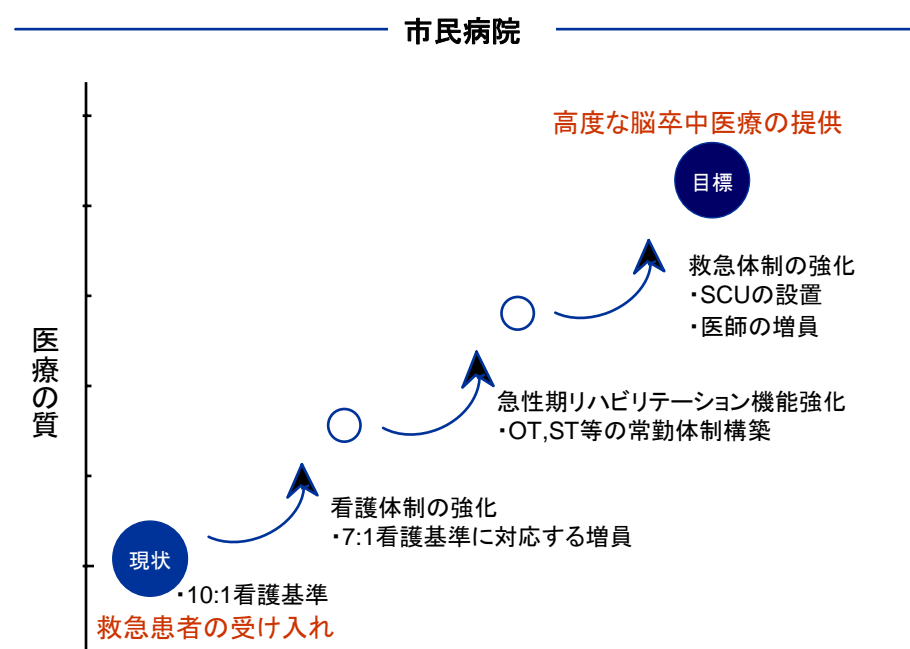 市民病院
高度な脳卒中医療の提供
目標
救急体制の強化
・SCUの設置
・医師の増員
医療の質
急性期リハビリテーション機能強化
・OT,ST等の常勤体制構築
看護体制の強化
・7:1看護基準に対応する増員
現状
・10:1看護基準
救急患者の受け入れ